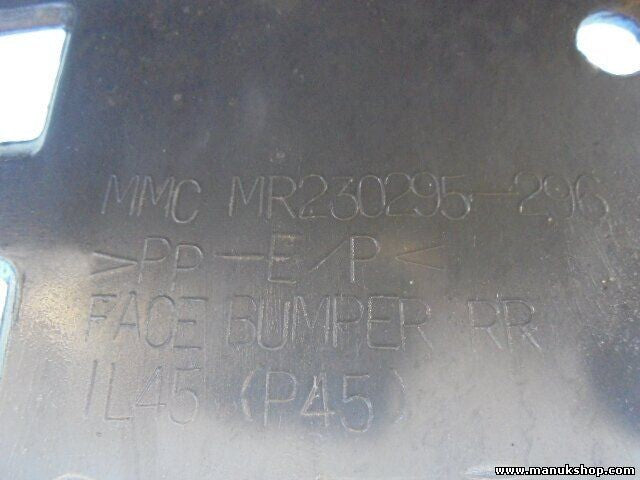 MMC MR230295-296
>PP-E/P<
FACE BUMPER RR
IL45 (P45)
www.manukshop.com